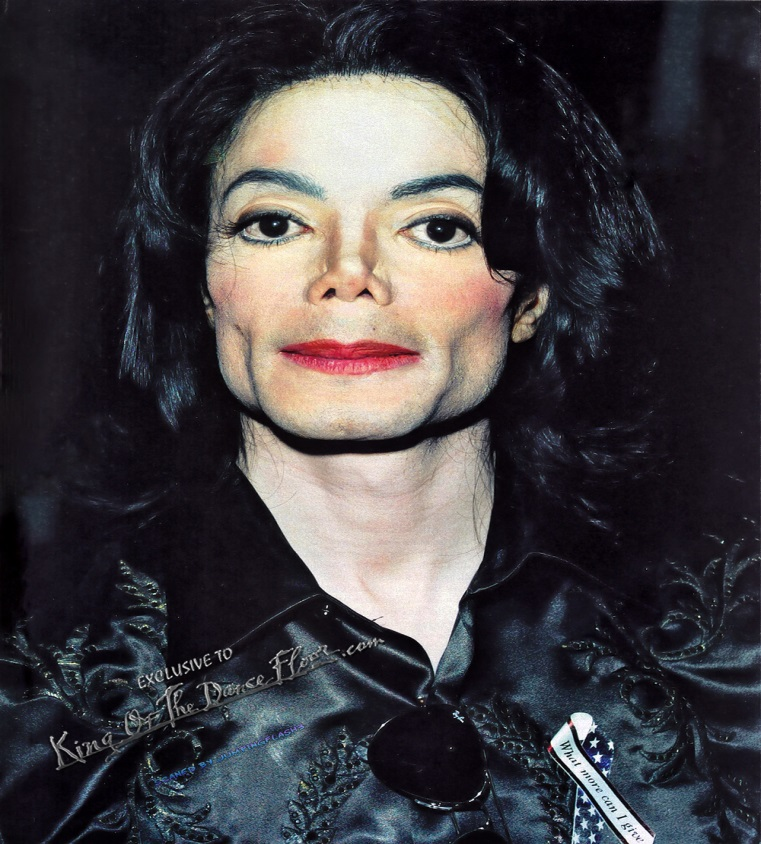 EXCLUSIVE TO
King Of The Dance Floor.com
What more can I give